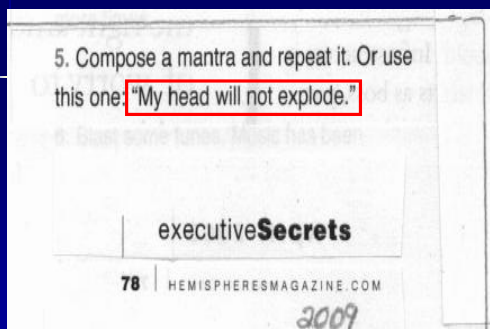 5. Compose a mantra and repeat it. Or use
this one: “My head will not explode.”
6. Blast some tunes. Music has been
executiveSecrets
78 | HEMISPHERESMAGAZINE.COM
2009